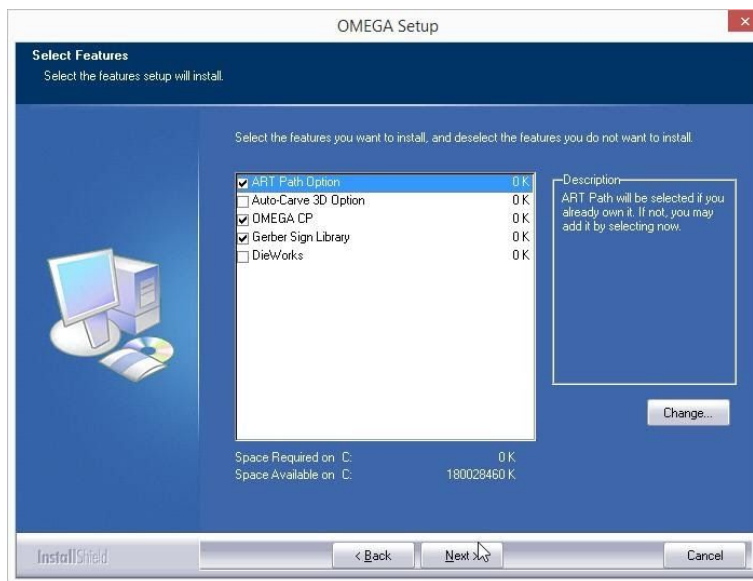 OMEGA Setup
Select Features
Select the features setup will install.
Select the features you want to install, and deselect the features you do not want to install.
ART Path Option 0 K
Auto-Carve 3D Option 0 K
OMEGA CP 0 K
Gerber Sign Library 0 K
DieWorks 0 K
Description
ART Path will be selected if you
already own it. If not, you may
add it by selecting now.
Change...
Space Required on C: 0 K
Space Available on C: 180028460 K
InstallShield
< Back
Next >
Cancel